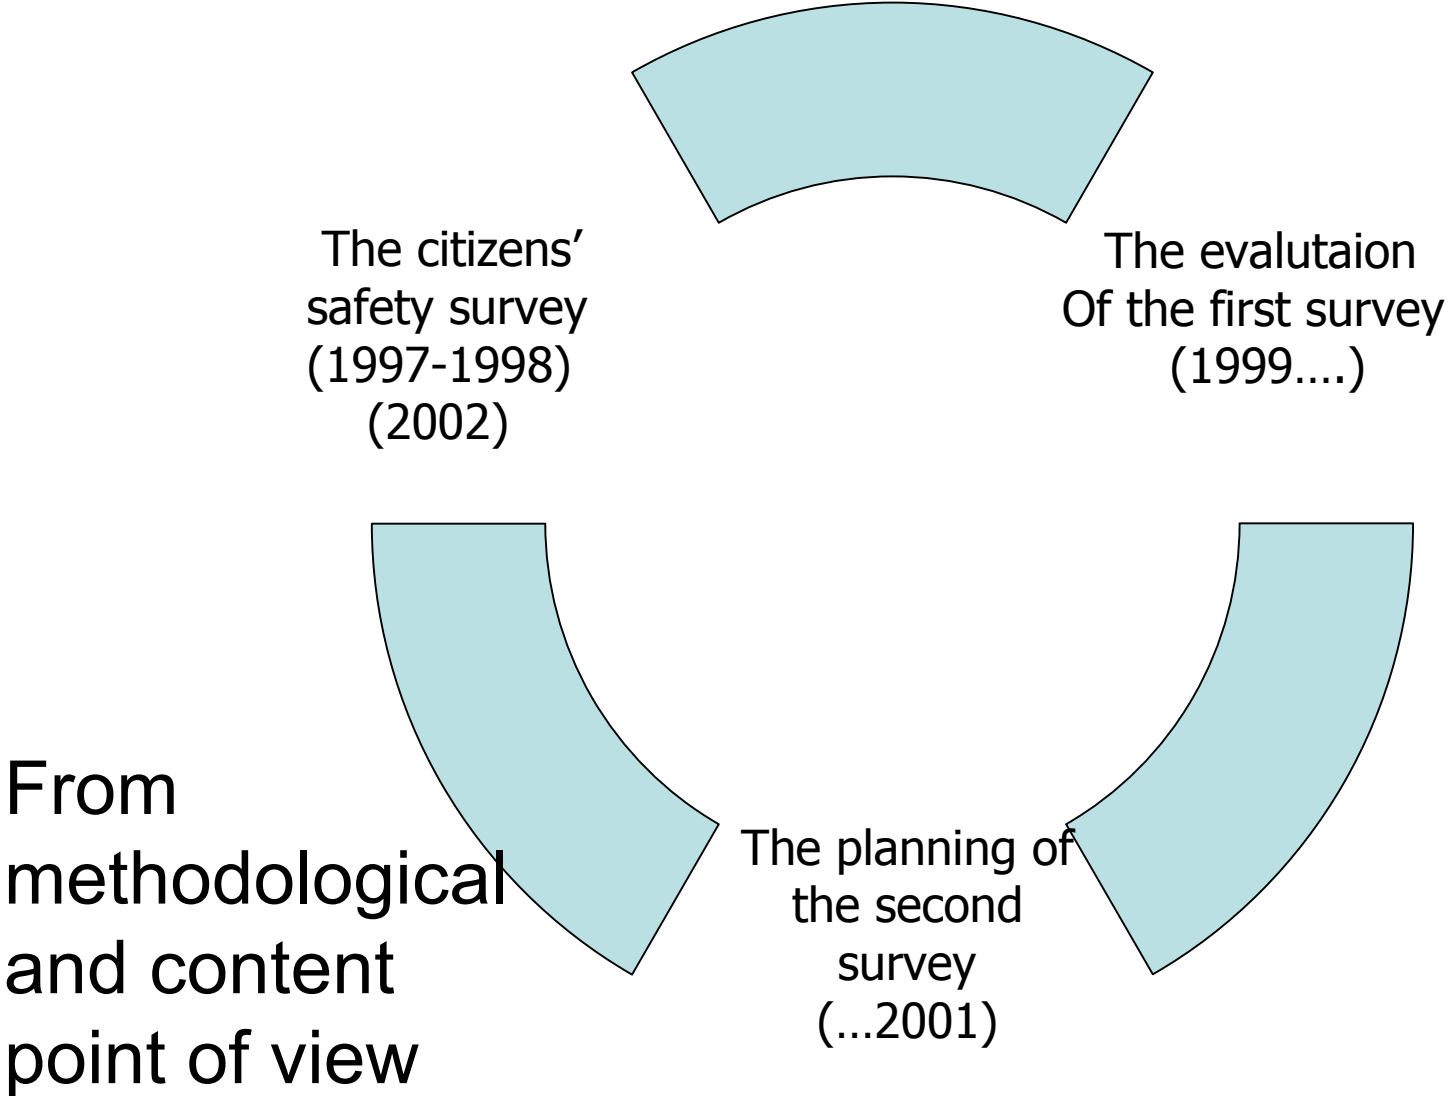 The citizens’
safety survey
(1997-1998)
(2002)
The evalutaion
Of the first survey
(1999….)
The planning of
the second
survey
(…2001)
From
methodological
and content
point of view